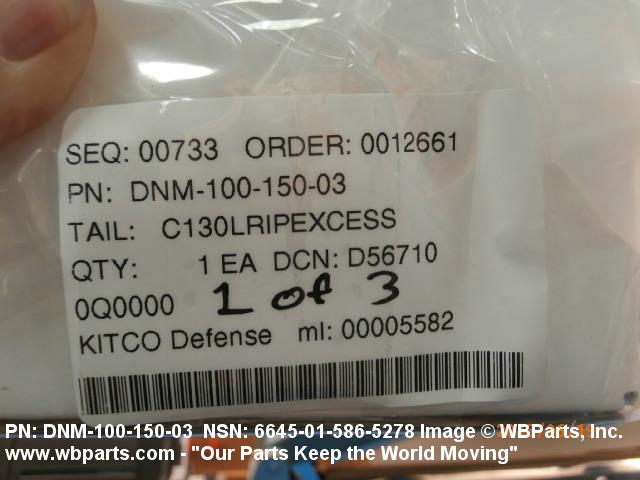 SEQ: 00733 ORDER: 0012661
PN: DNM-100-150-03
TAIL: C130LRIPEXCESS
QTY: 1 EA DCN: D56710
0Q0000 1 of 3
KITCO Defense ml: 00005582
PN: DNM-100-150-03 NSN: 6645-01-586-5278 Image © WBParts, Inc.
www.wbparts.com - "Our Parts Keep the World Moving"